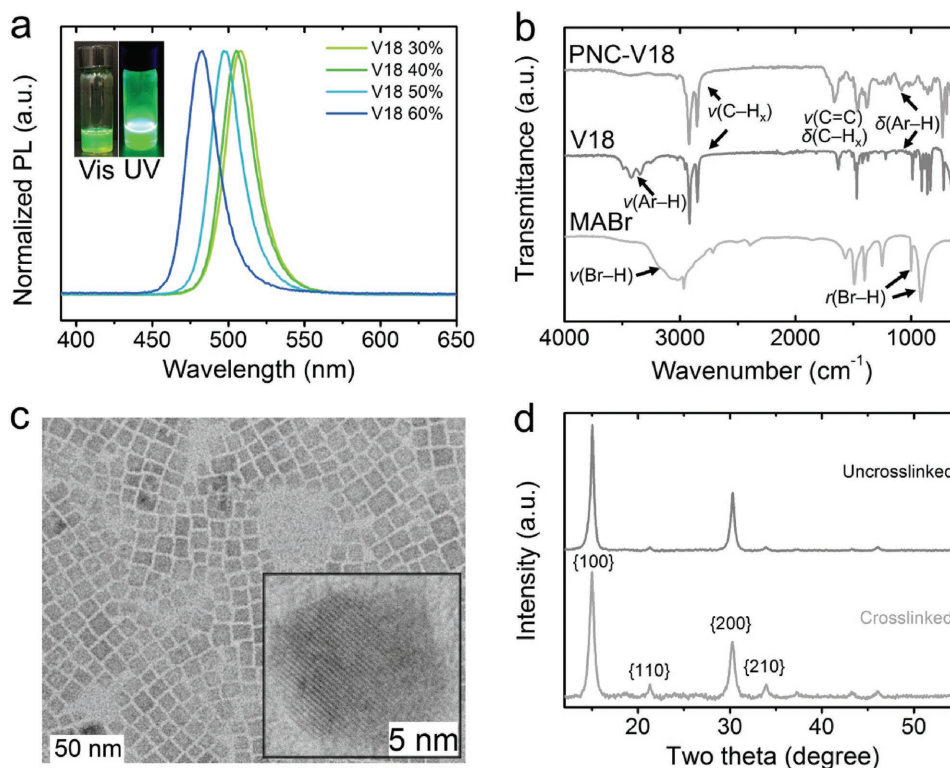 a
Normalized PL (a.u.)
Vis UV
V18 30%
V18 40%
V18 50%
V18 60%
400 450 500 550 600 650
Wavelength (nm)
b
Transmittance (a.u.)
PNC-V18
ν(C–Hₓ)
ν(C=C)
δ(C–Hₓ)
δ(Ar–H)
V18
ν(Ar–H)
MABr
ν(Br–H)
r(Br–H)
4000 3000 2000 1000
Wavenumber (cm⁻¹)
c
50 nm
5 nm
d
Intensity (a.u.)
Uncrosslinked
{100}
Crosslinked
{200}
{110}
{210}
20 30 40 50
Two theta (degree)